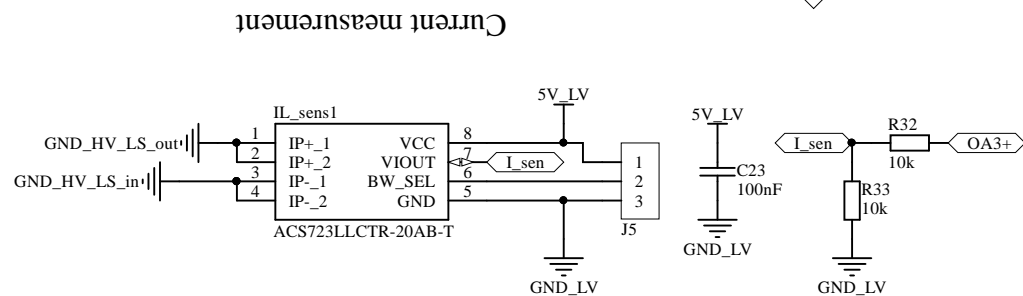 Current measurement
IL_sens1
GND_HV_LS_out
GND_HV_LS_in
1
2
3
4
IP+_1
IP+_2
IP-_1
IP-_2
VCC
VIOUT
BW_SEL
GND
8
7
6
5
ACS723LLCTR-20AB-T
I_sen
5V_LV
1
2
3
J5
GND_LV
5V_LV
C23
100nF
GND_LV
I_sen
R32
10k
OA3+
R33
10k
GND_LV